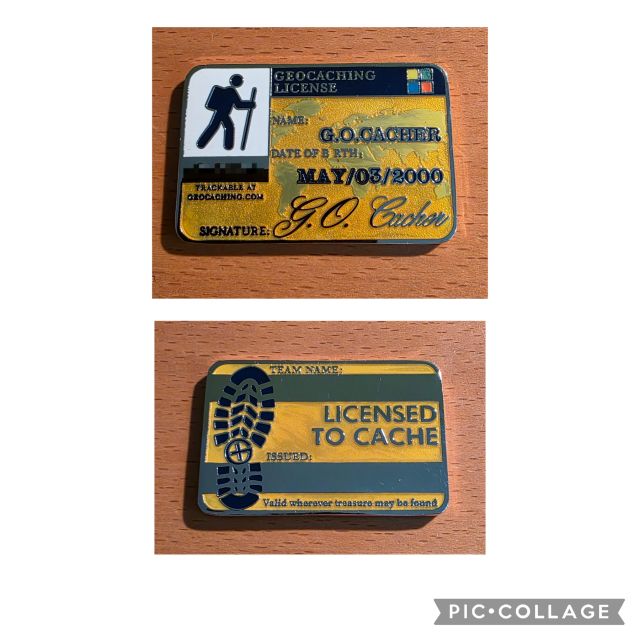 GEOCACHING
LICENSE
NAME:
G.O.CACHER
DATE OF BIRTH:
MAY/03/2000
TRACKABLE AT
GEOCACHING.COM
SIGNATURE: G.O. Cacher
TEAM NAME:
LICENSED
TO CACHE
ISSUED:
Valid wherever treasure may be found
PIC•COLLAGE